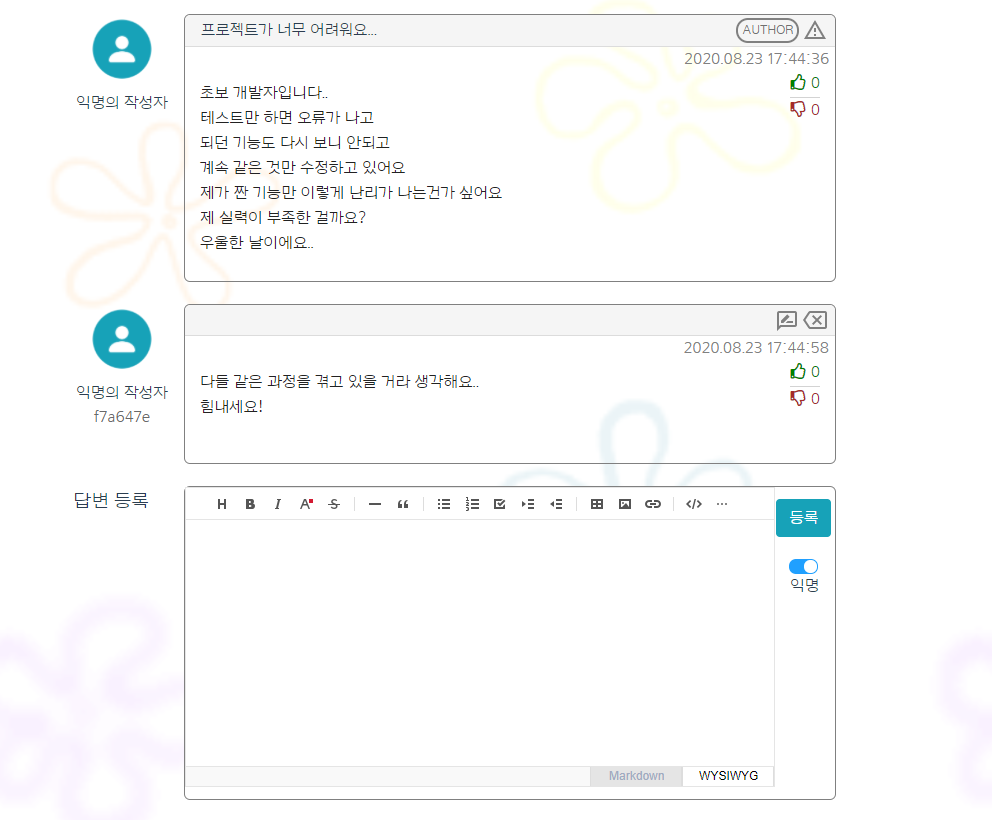 프로젝트가 너무 어려워요...
AUTHOR
2020.08.23 17:44:36
0
0
익명의 작성자
초보 개발자입니다..
테스트만 하면 오류가 나고
되던 기능도 다시 보니 안되고
계속 같은 것만 수정하고 있어요
제가 짠 기능만 이렇게 난리가 나는건가 싶어요
제 실력이 부족한 걸까요?
우울한 날이에요..
2020.08.23 17:44:58
0
0
익명의 작성자
f7a647e
다들 같은 과정을 겪고 있을 거라 생각해요..
힘내세요!
답변 등록
H B I A S
등록
익명
Markdown WYSIWYG